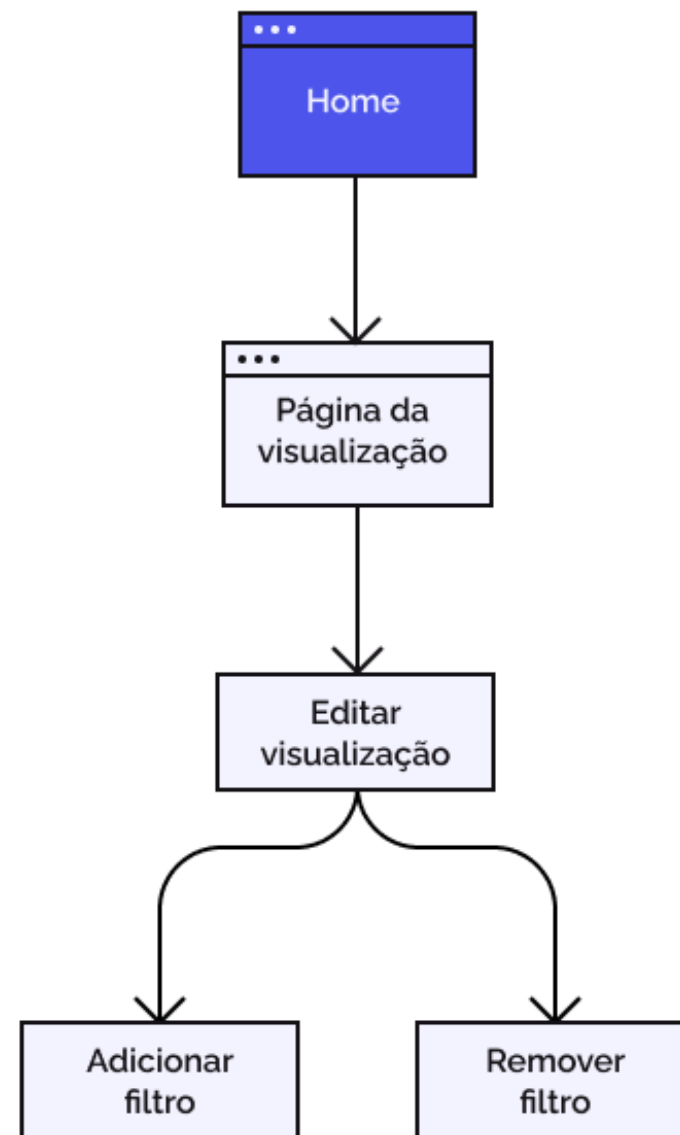 Home
Página da
visualização
Editar
visualização
Adicionar
filtro
Remover
filtro